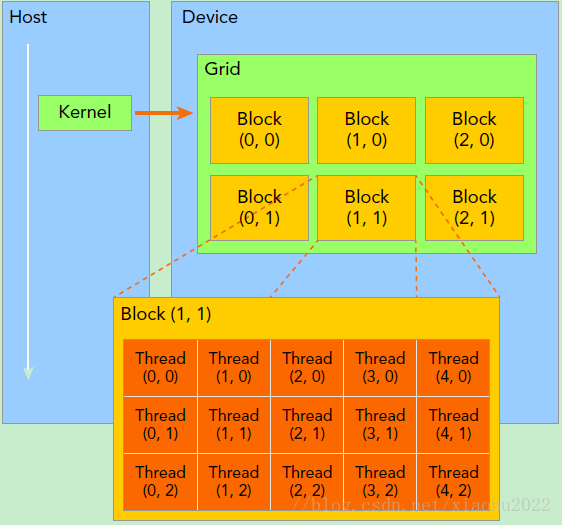 Host
Device
Grid
Kernel
Block
(0, 0)
Block
(1, 0)
Block
(2, 0)
Block
(0, 1)
Block
(1, 1)
Block
(2, 1)
Block (1, 1)
Thread
(0, 0)
Thread
(1, 0)
Thread
(2, 0)
Thread
(3, 0)
Thread
(4, 0)
Thread
(0, 1)
Thread
(1, 1)
Thread
(2, 1)
Thread
(3, 1)
Thread
(4, 1)
Thread
(0, 2)
Thread
(1, 2)
Thread
(2, 2)
Thread
(3, 2)
Thread
(4, 2)
//blog.csdn.net/xiaohu2022